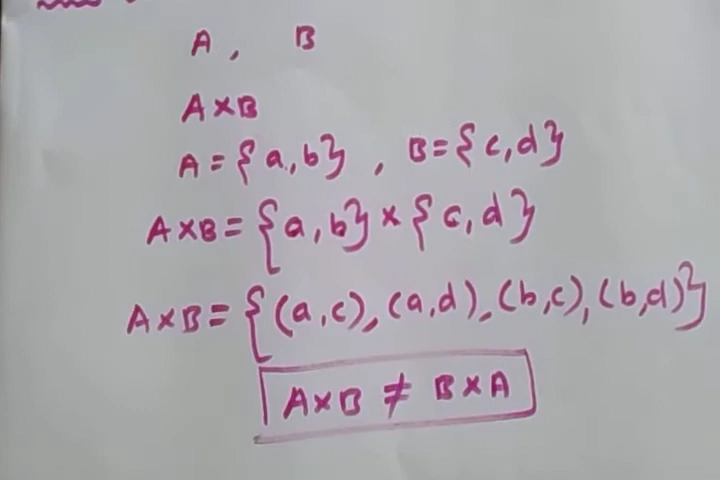 A, B
A×B
A = {a, b}, B = {c, d}
A×B = {a, b} × {c, d}
A×B = {(a, c), (a, d), (b, c), (b, d)}
A×B ≠ B×A